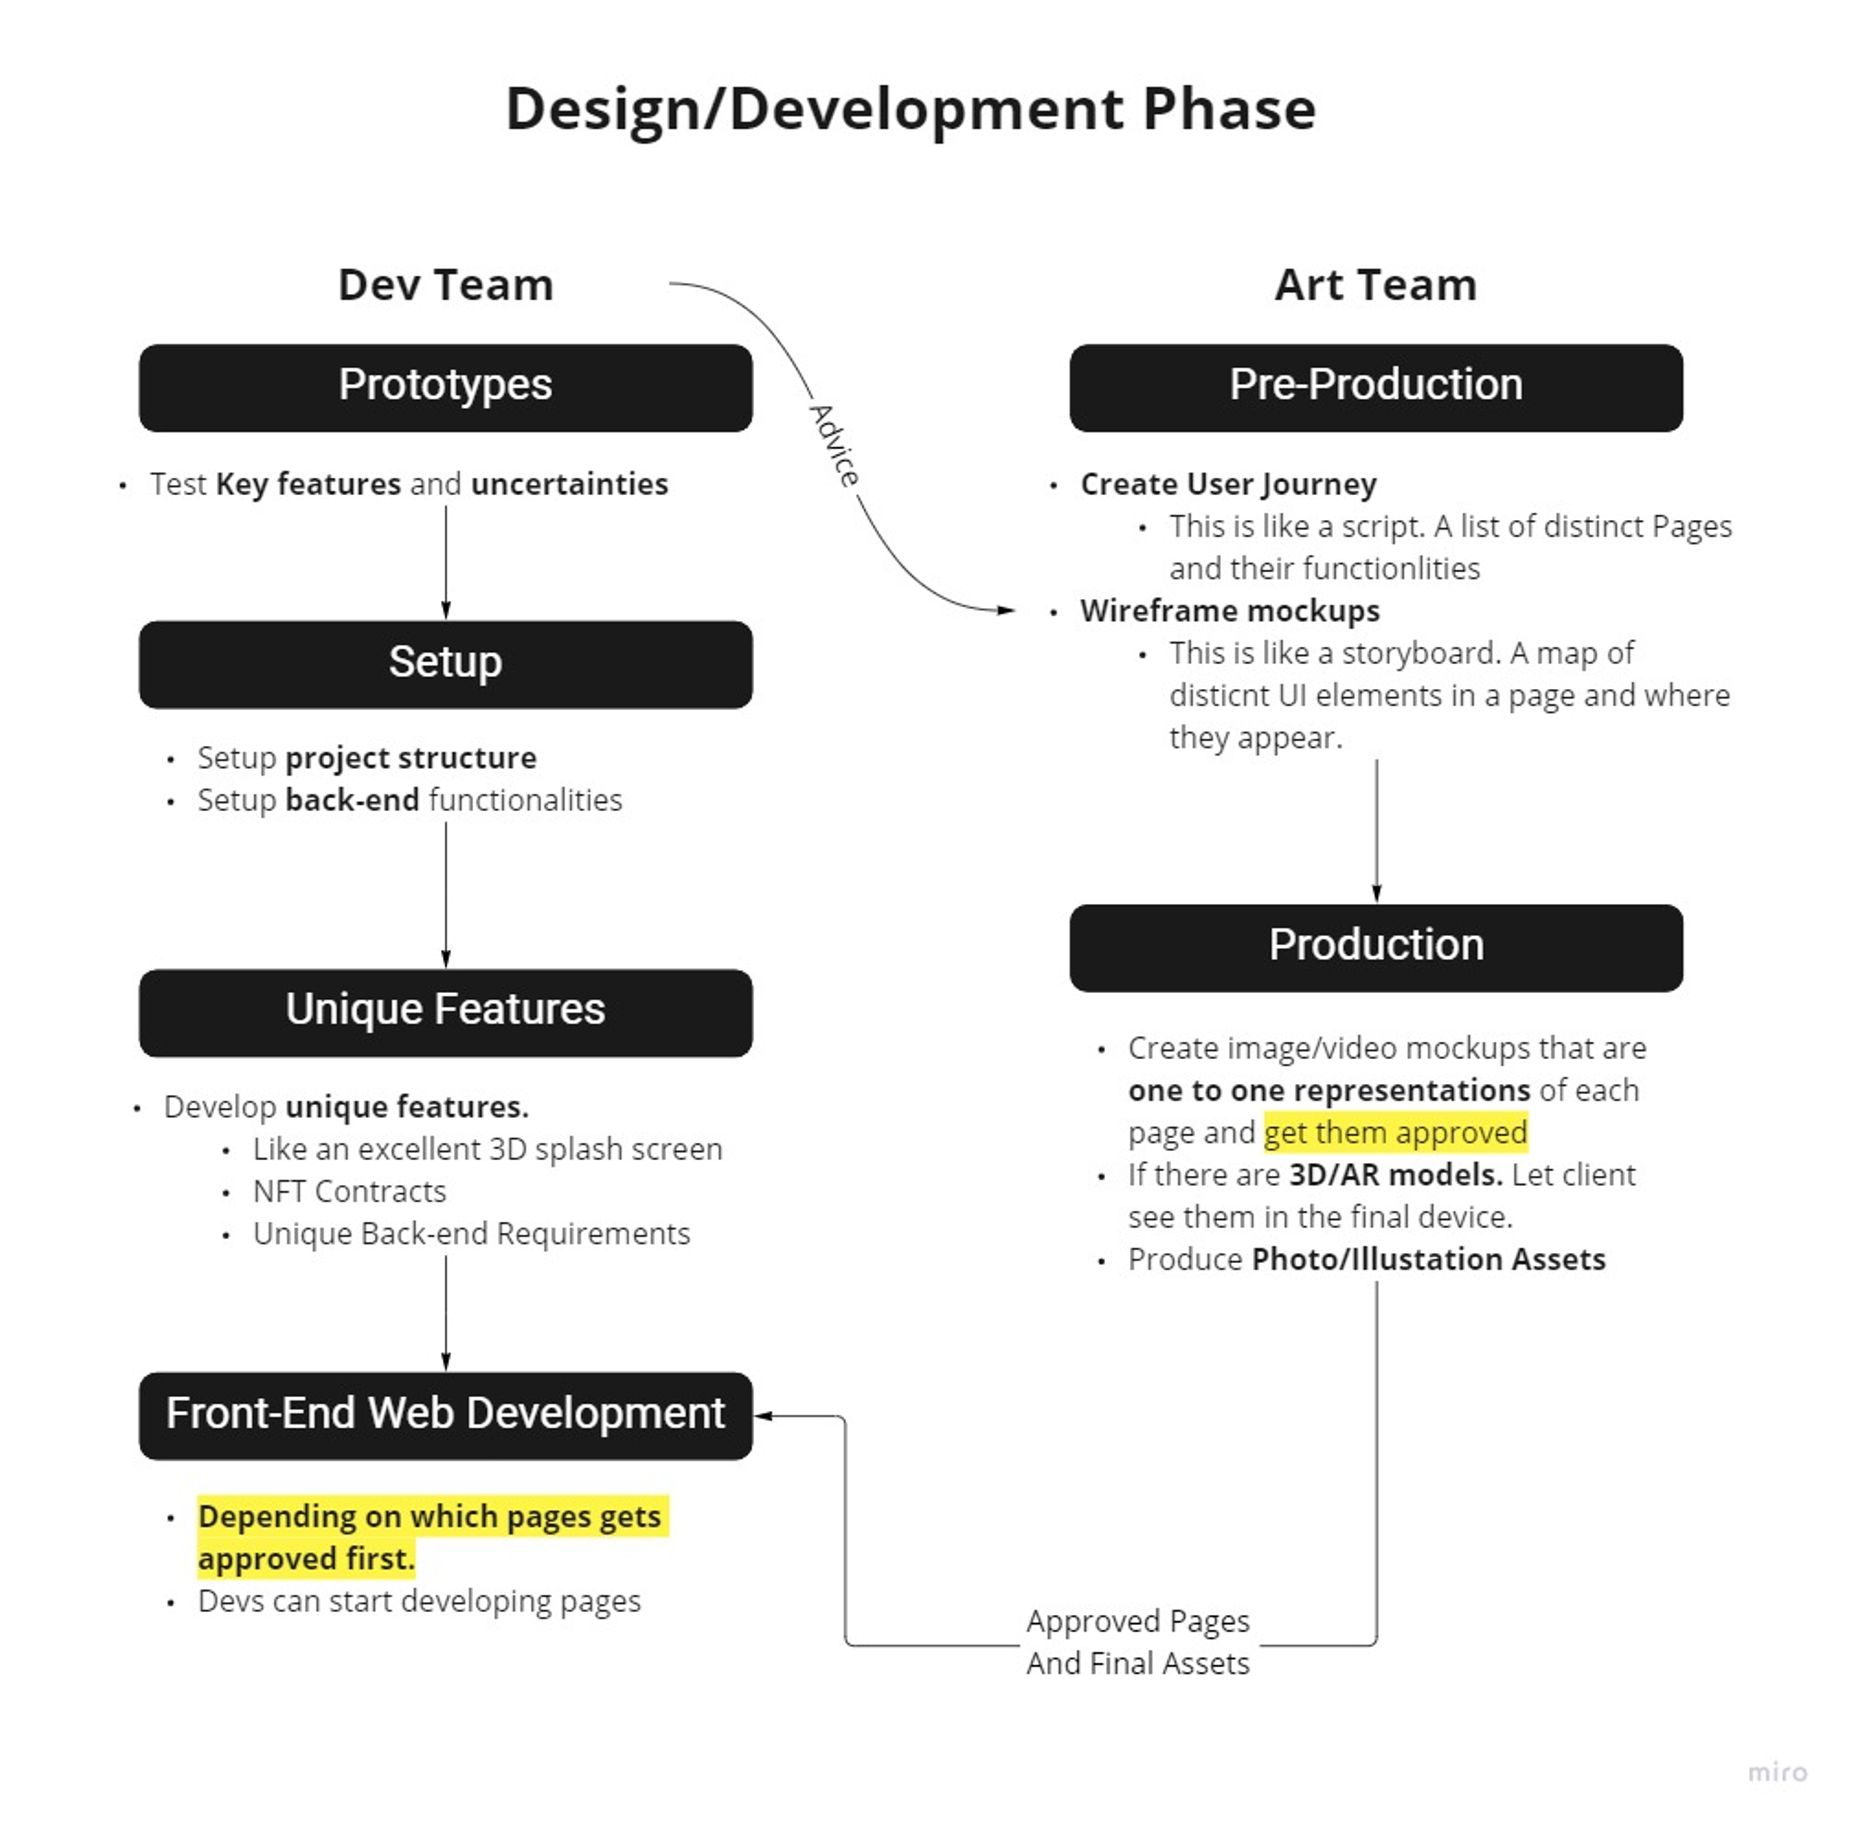 Design/Development Phase
Dev Team
Prototypes
• Test Key features and uncertainties
Setup
• Setup project structure
• Setup back-end functionalities
Unique Features
• Develop unique features.
• Like an excellent 3D splash screen
• NFT Contracts
• Unique Back-end Requirements
Front-End Web Development
• Depending on which pages gets
approved first.
• Devs can start developing pages
Advice
Art Team
Pre-Production
• Create User Journey
• This is like a script. A list of distinct Pages
and their functionlities
• Wireframe mockups
• This is like a storyboard. A map of
disticnt UI elements in a page and where
they appear.
Production
• Create image/video mockups that are
one to one representations of each
page and get them approved
• If there are 3D/AR models. Let client
see them in the final device.
• Produce Photo/Illustation Assets
Approved Pages
And Final Assets
miro